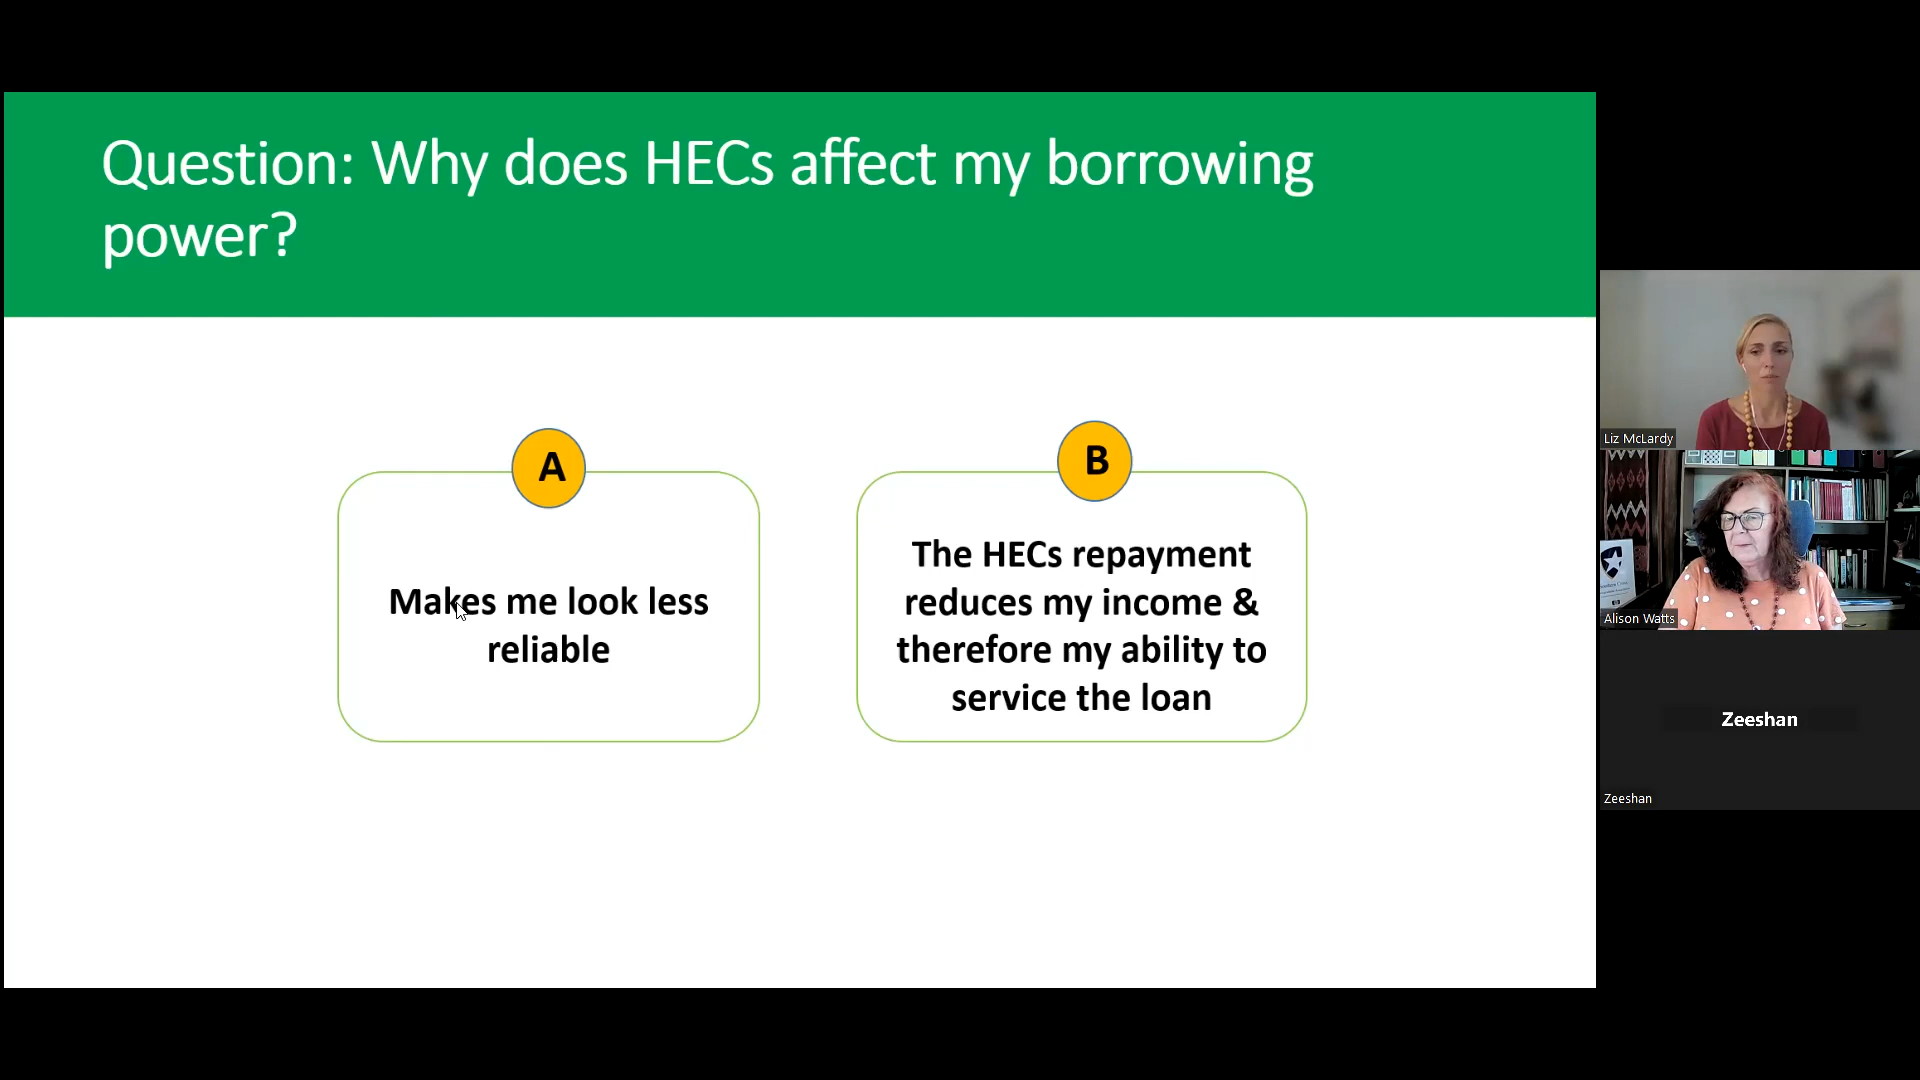 Question: Why does HECs affect my borrowing
power?
A
Makes me look less
reliable
B
The HECs repayment
reduces my income &
therefore my ability to
service the loan
Liz McLardy
Alison Watts
Zeeshan
Zeeshan